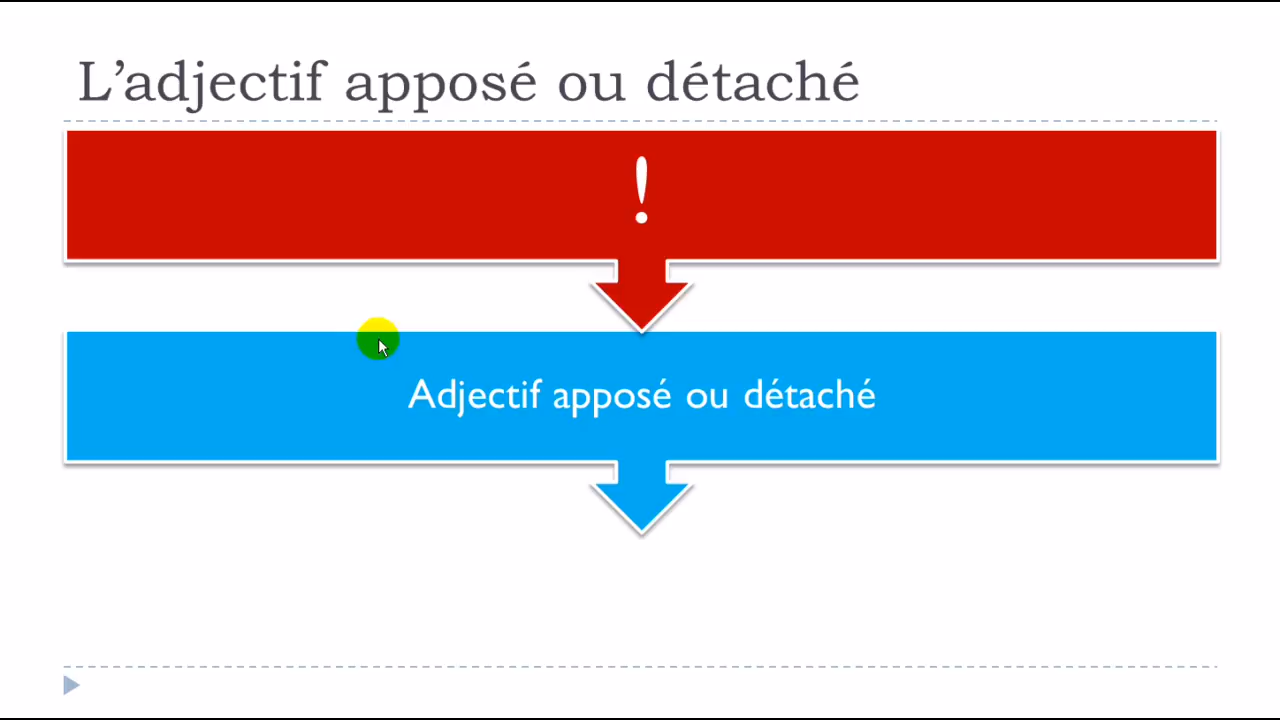 L’adjectif apposé ou détaché
!
Adjectif apposé ou détaché